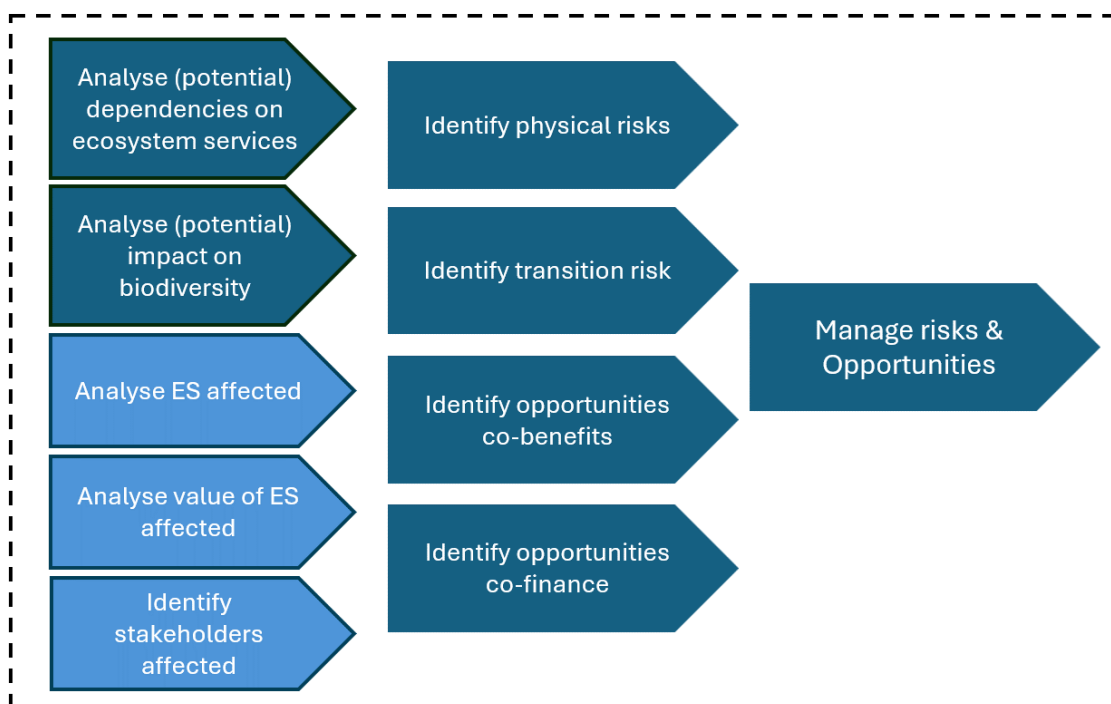 Analyse (potential)
dependencies on
ecosystem services
Analyse (potential)
impact on
biodiversity
Analyse ES affected
Analyse value of ES
affected
Identify
stakeholders
affected
Identify physical risks
Identify transition risk
Identify opportunities
co-benefits
Identify opportunities
co-finance
Manage risks &
Opportunities